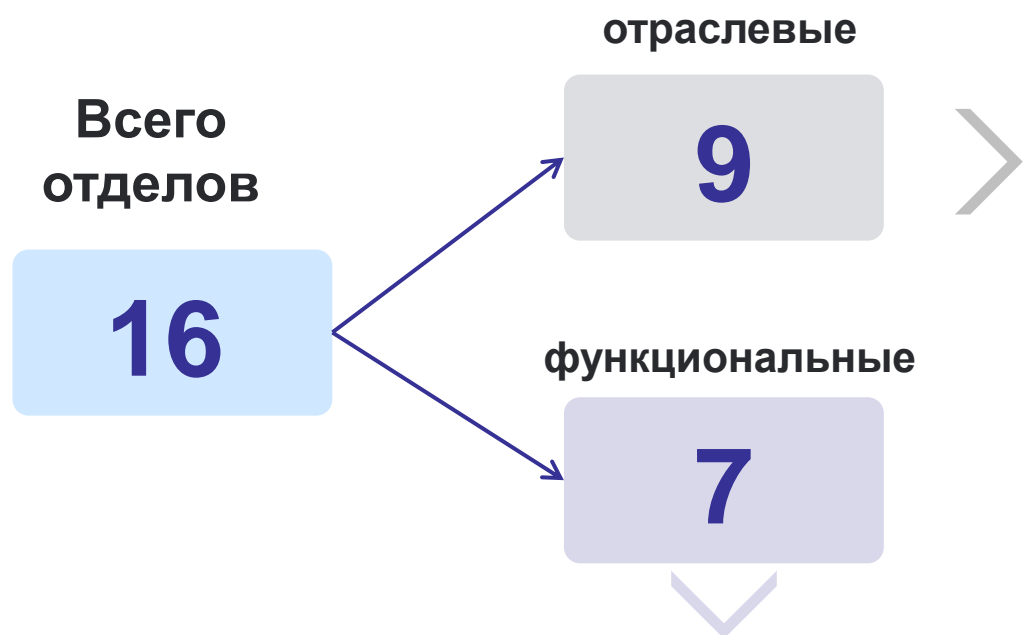 Всего
отделов
16
отраслевые
9
функциональные
7